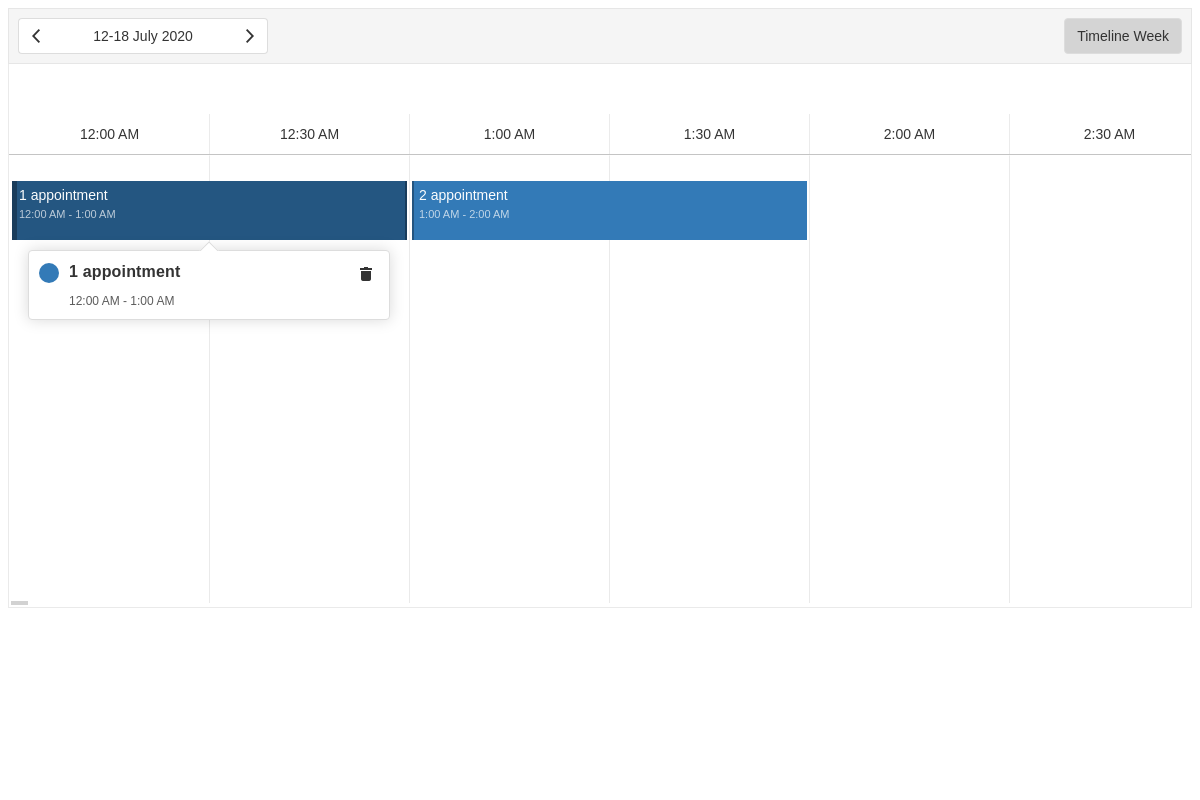 12-18 July 2020
Timeline Week
12:00 AM
12:30 AM
1:00 AM
1:30 AM
2:00 AM
2:30 AM
1 appointment
12:00 AM - 1:00 AM
2 appointment
1:00 AM - 2:00 AM
1 appointment
12:00 AM - 1:00 AM